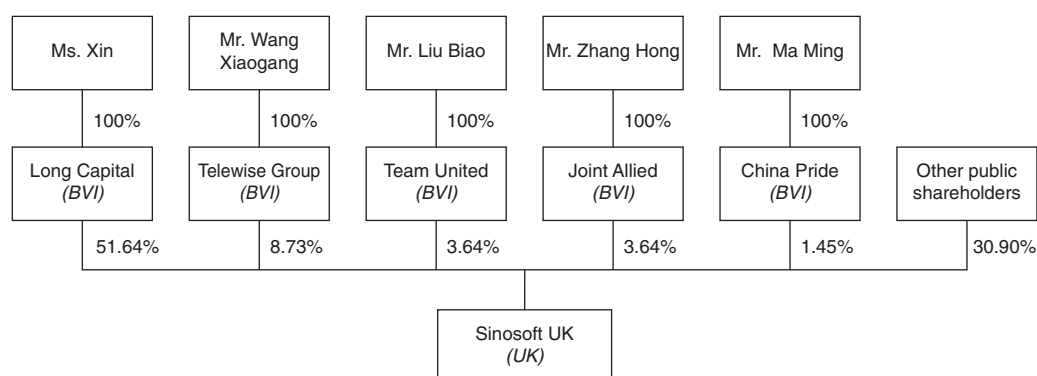 Ms. Xin
Mr. Wang
Xiaogang
Mr. Liu Biao
Mr. Zhang Hong
Mr. Ma Ming
100%
100%
100%
100%
100%
Long Capital
(BVI)
Telewise Group
(BVI)
Team United
(BVI)
Joint Allied
(BVI)
China Pride
(BVI)
Other public
shareholders
51.64%
8.73%
3.64%
3.64%
1.45%
30.90%
Sinosoft UK
(UK)